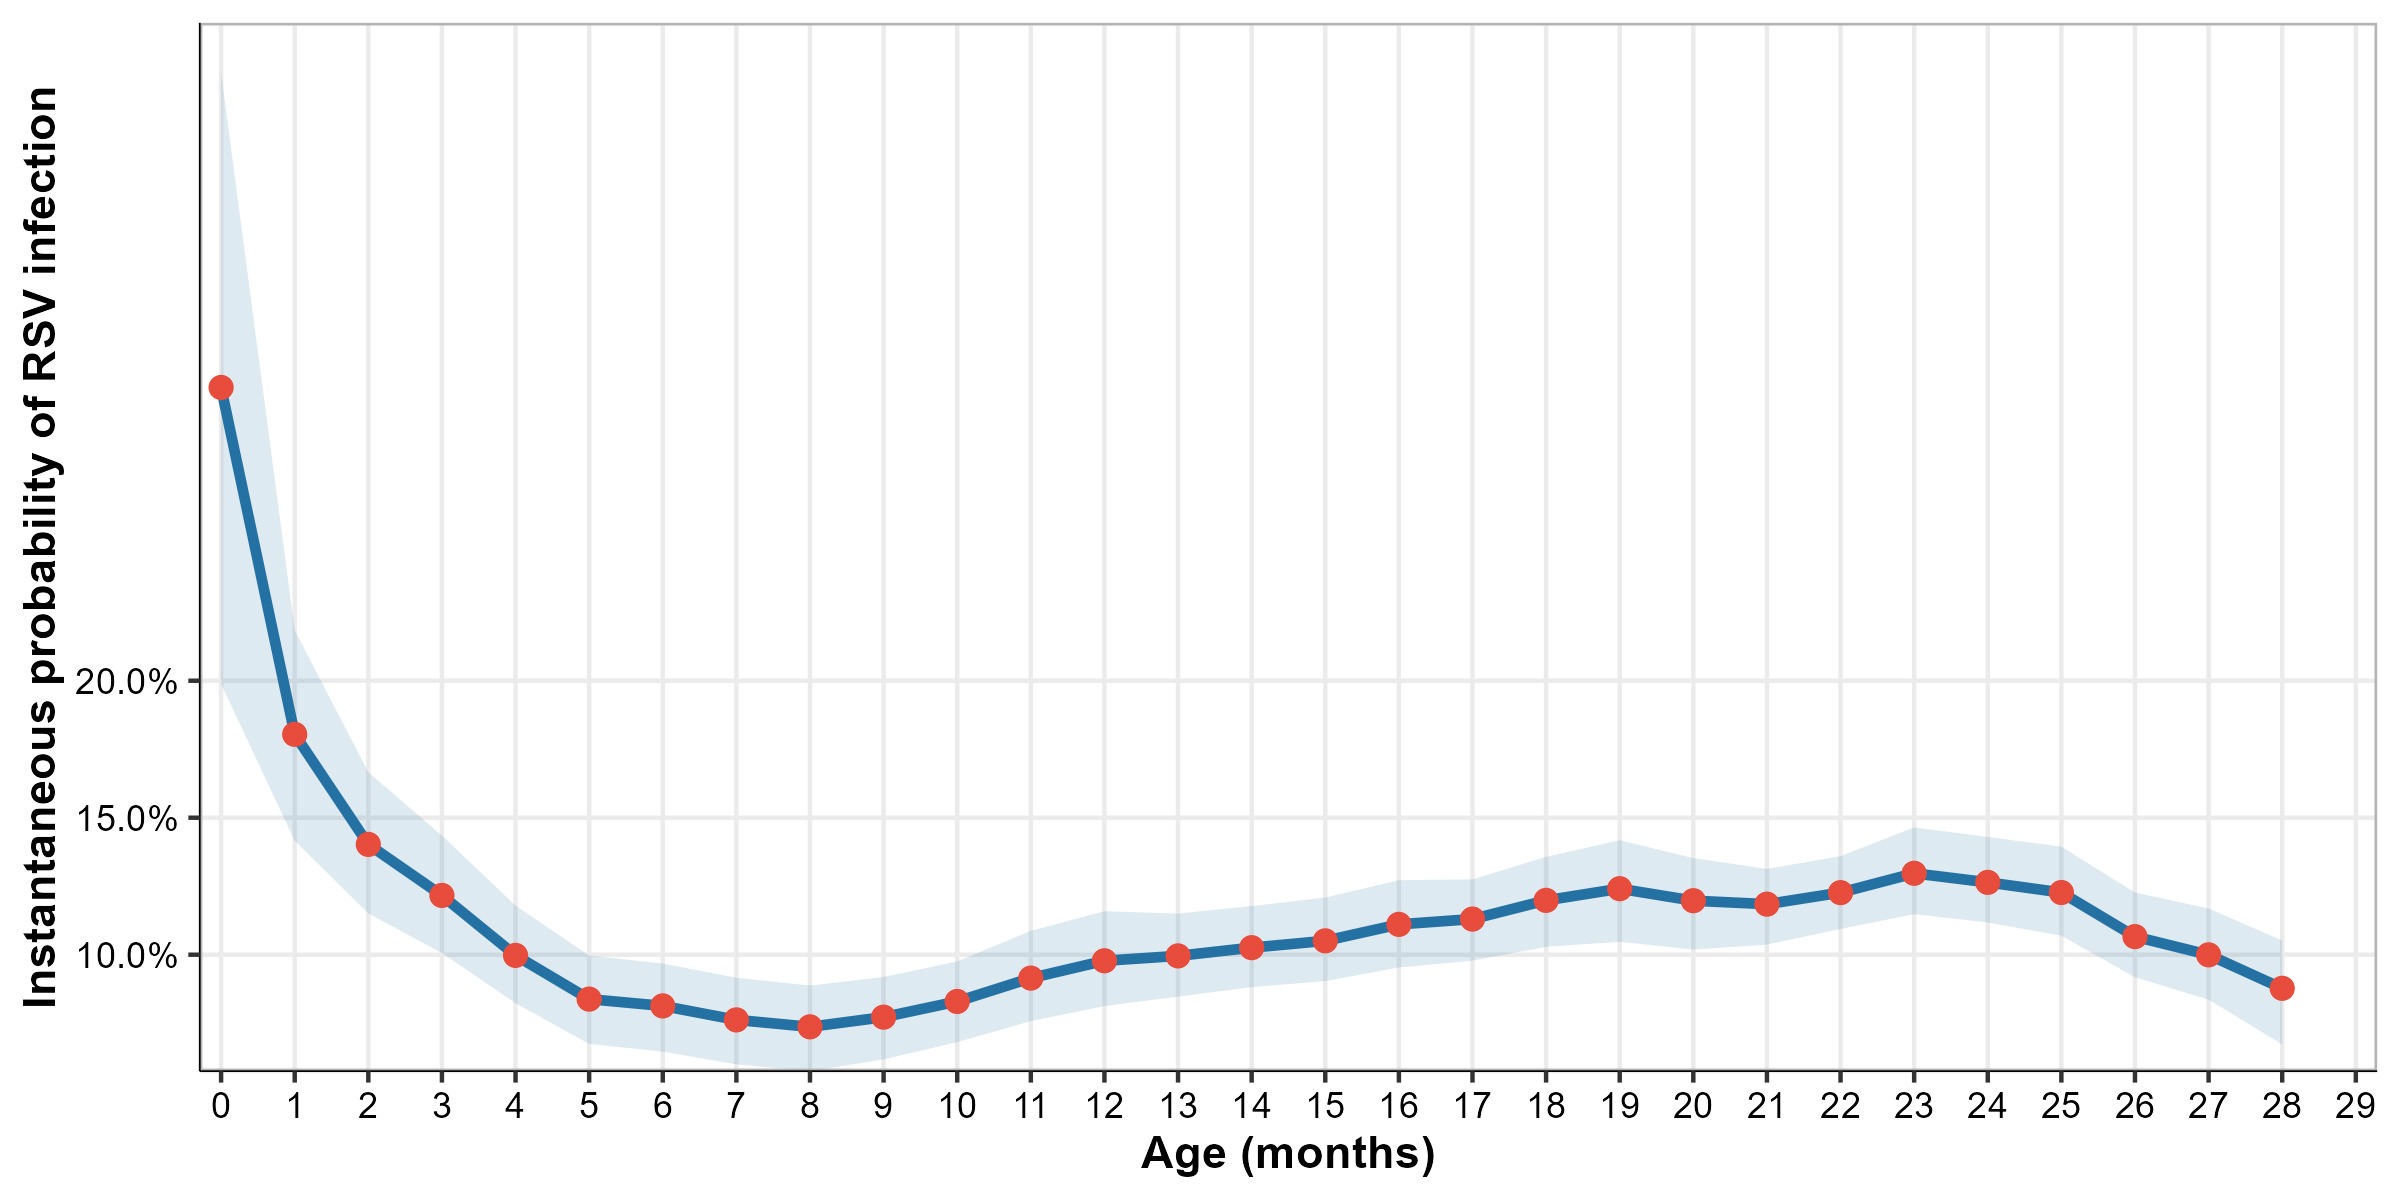 Instantaneous probability of RSV infection
20.0%
15.0%
10.0%
0 1 2 3 4 5 6 7 8 9 10 11 12 13 14 15 16 17 18 19 20 21 22 23 24 25 26 27 28 29
Age (months)